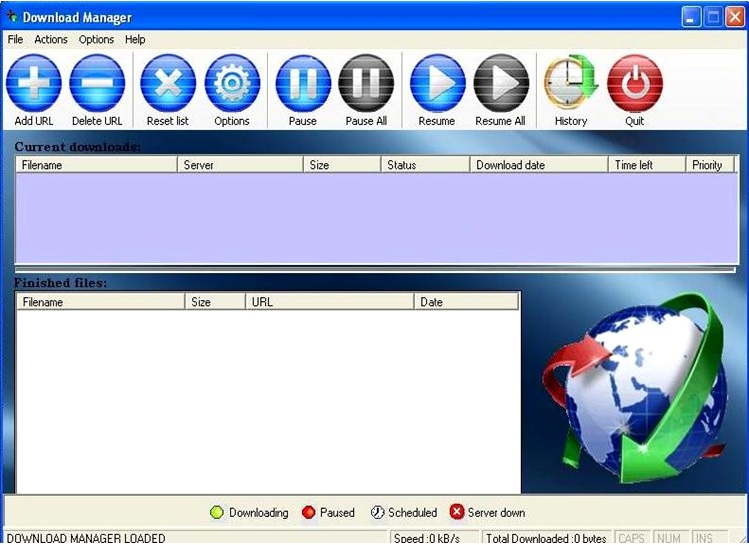 Download Manager
File Actions Options Help
Add URL Delete URL Reset list Options Pause Pause All Resume Resume All History Quit
Current downloads:
Filename Server Size Status Download date Time left Priority
Finished files:
Filename Size URL Date
Downloading Paused Scheduled Server down
DOWNLOAD MANAGER LOADED Speed :0 kB/s Total Downloaded :0 bytes CAPS NUM INS